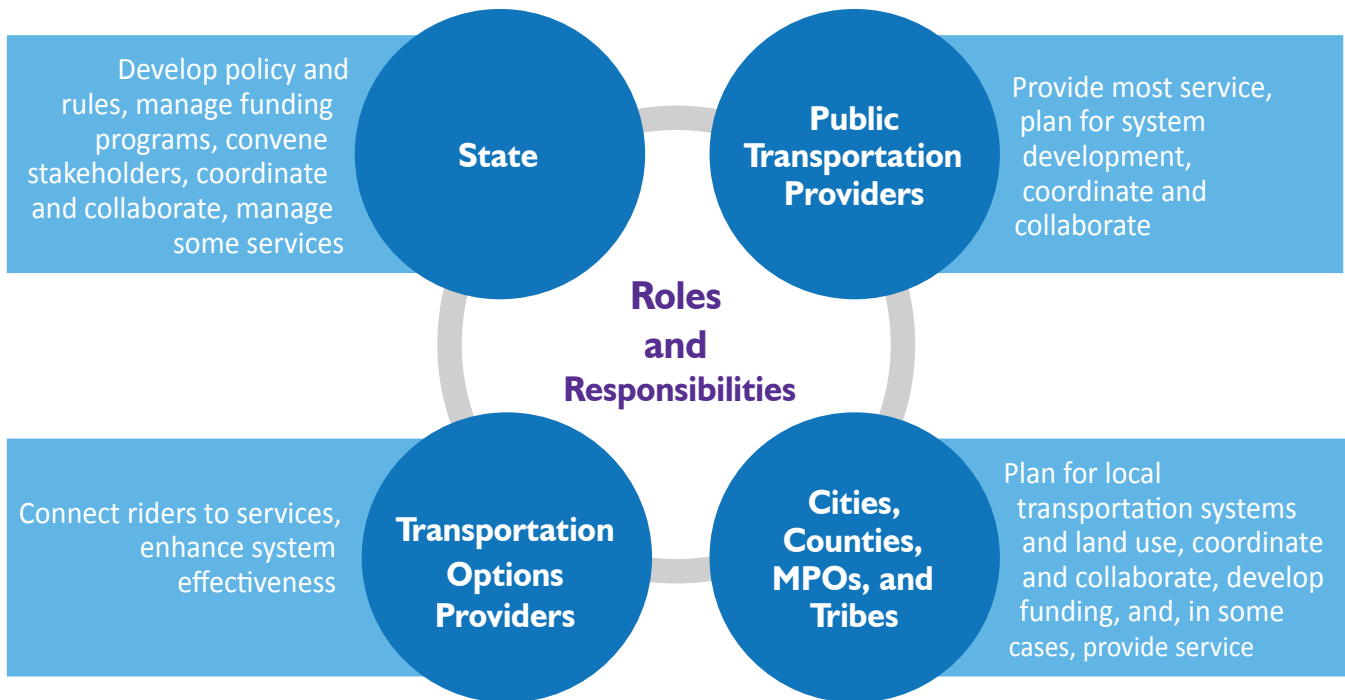 Develop policy and
rules, manage funding
programs, convene
stakeholders, coordinate
and collaborate, manage
some services
State
Public
Transportation
Providers
Provide most service,
plan for system
development,
coordinate and
collaborate
Roles
and
Responsibilities
Connect riders to services,
enhance system
effectiveness
Transportation
Options
Providers
Cities,
Counties,
MPOs, and
Tribes
Plan for local
transportation systems
and land use, coordinate
and collaborate, develop
funding, and, in some
cases, provide service